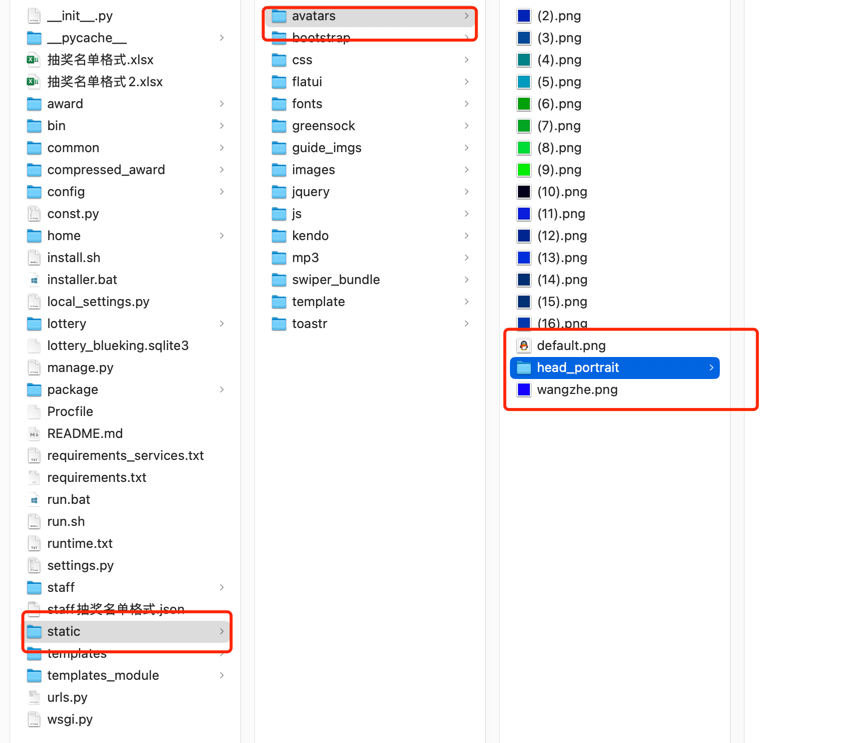 __init__.py
__pycache__
抽奖名单格式.xlsx
抽奖名单格式2.xlsx
award
bin
common
compressed_award
config
const.py
home
install.sh
installer.bat
local_settings.py
lottery
lottery_blueking.sqlite3
manage.py
package
Procfile
README.md
requirements_services.txt
requirements.txt
run.bat
run.sh
runtime.txt
settings.py
staff
staff抽奖名单格式.json
static
templates
templates_module
urls.py
wsgi.py
avatars
bootstrap
css
flatui
fonts
greensock
guide_imgs
images
jquery
js
kendo
mp3
swiper_bundle
template
toastr
(2).png
(3).png
(4).png
(5).png
(6).png
(7).png
(8).png
(9).png
(10).png
(11).png
(12).png
(13).png
(14).png
(15).png
(16).png
default.png
head_portrait
wangzhe.png